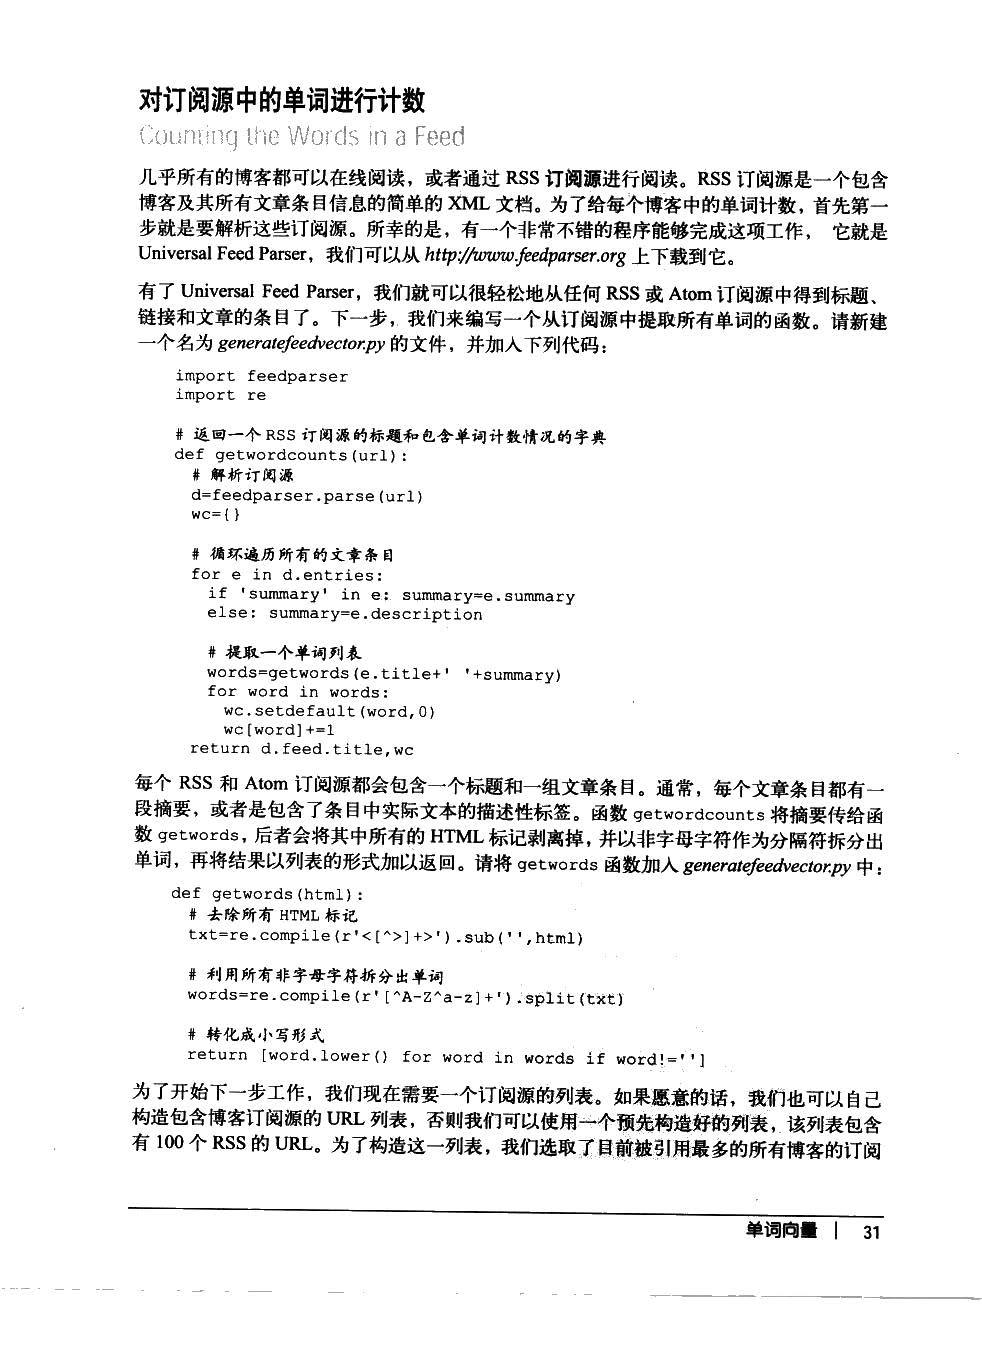 对订阅源中的单词进行计数
Counting the Words in a Feed
几乎所有的博客都可以在线阅读，或者通过 RSS 订阅源进行阅读。RSS 订阅源是一个包含
博客及其所有文章条目信息的简单的 XML 文档。为了给每个博客中的单词计数，首先第一
步就是要解析这些订阅源。所幸的是，有一个非常不错的程序能够完成这项工作， 它就是
Universal Feed Parser，我们可以从 http://www.feedparser.org 上下载到它。
有了 Universal Feed Parser，我们就可以很轻松地从任何 RSS 或 Atom 订阅源中得到标题、
链接和文章的条目了。下一步，我们来编写一个从订阅源中提取所有单词的函数。请新建
一个名为 generatefeedvector.py 的文件，并加入下列代码：
import feedparser
import re
# 返回一个 RSS 订阅源的标题和包含单词计数情况的字典
def getwordcounts(url):
# 解析订阅源
d=feedparser.parse(url)
wc={}
# 循环遍历所有的文章条目
for e in d.entries:
if 'summary' in e: summary=e.summary
else: summary=e.description
# 提取一个单词列表
words=getwords(e.title+' '+summary)
for word in words:
wc.setdefault(word,0)
wc[word]+=1
return d.feed.title,wc
每个 RSS 和 Atom 订阅源都会包含一个标题和一组文章条目。通常，每个文章条目都有一
段摘要，或者是包含了条目中实际文本的描述性标签。函数 getwordcounts 将摘要传给函
数 getwords，后者会将其中所有的 HTML 标记剥离掉，并以非字母字符作为分隔符拆分出
单词，再将结果以列表的形式加以返回。请将 getwords 函数加入 generatefeedvector.py 中：
def getwords(html):
# 去除所有 HTML 标记
txt=re.compile(r'<[^>]+>').sub('',html)
# 利用所有非字母字符拆分出单词
words=re.compile(r'[^A-Z^a-z]+').split(txt)
# 转化成小写形式
return [word.lower() for word in words if word!='']
为了开始下一步工作，我们现在需要一个订阅源的列表。如果愿意的话，我们也可以自己
构造包含博客订阅源的 URL 列表，否则我们可以使用一个预先构造好的列表，该列表包含
有 100 个 RSS 的 URL。为了构造这一列表，我们选取了目前被引用最多的所有博客的订阅
单词向量 | 31